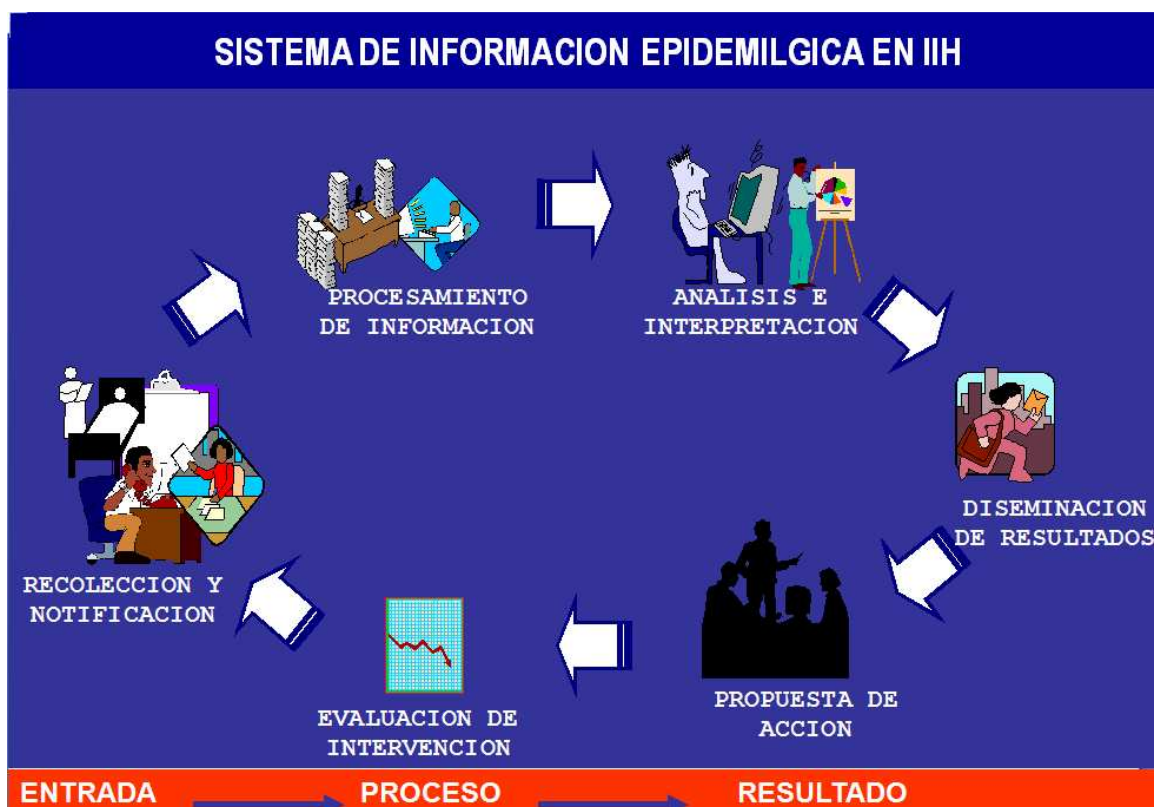 SISTEMA DE INFORMACION EPIDEMILGICA EN IIH
PROCESAMIENTO
DE INFORMACION
ANALISIS E
INTERPRETACION
DISEMINACION
DE RESULTADOS
PROPUESTA DE
ACCION
EVALUACION DE
INTERVENCION
RECOLECCION Y
NOTIFICACION
ENTRADA PROCESO RESULTADO